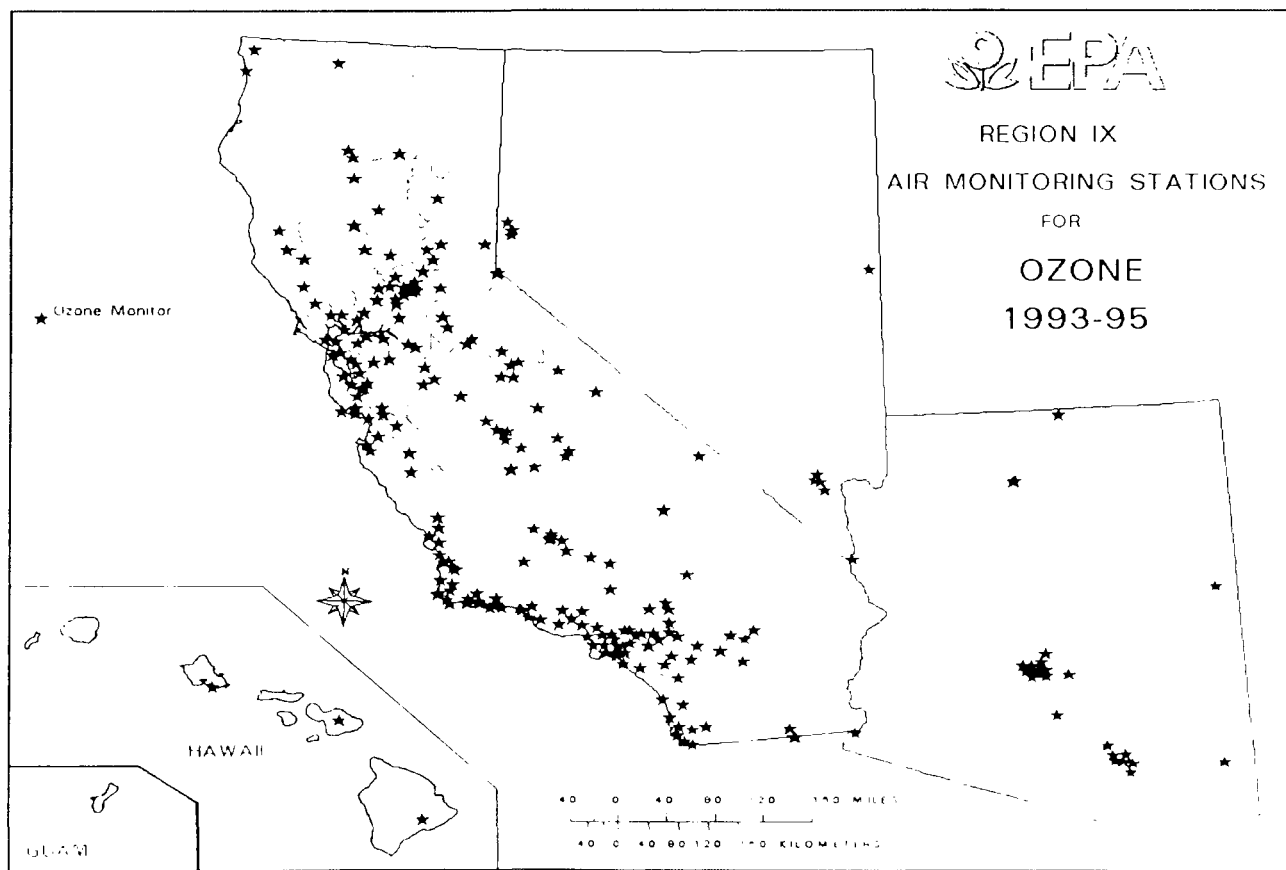 EPA
REGION IX
AIR MONITORING STATIONS
FOR
OZONE
1993-95
Ozone Monitor
N
HAWAII
GUAM
40 0 40 80 120 MILES
40 0 40 80 120 KILOMETERS